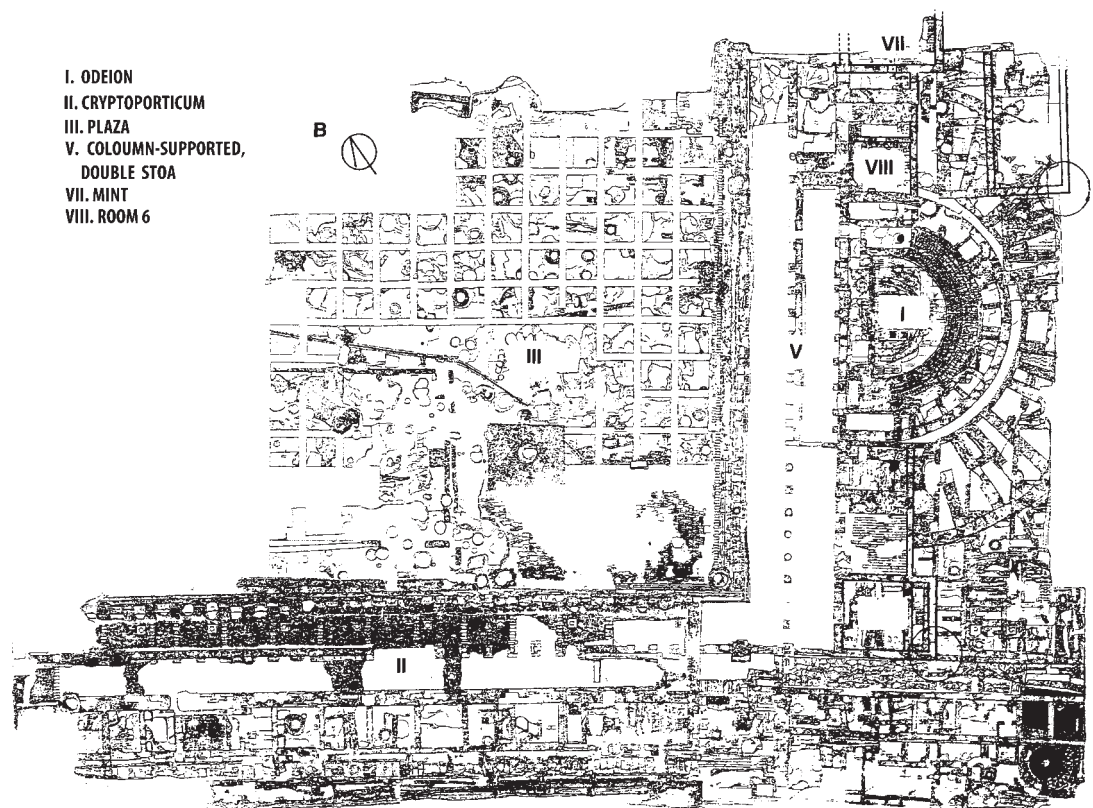 I. ODEION
II. CRYPTOPORTICUM
III. PLAZA
V. COLOUMN-SUPPORTED,
DOUBLE STOA
VII. MINT
VIII. ROOM 6
B
VII
VIII
I
III
V
II